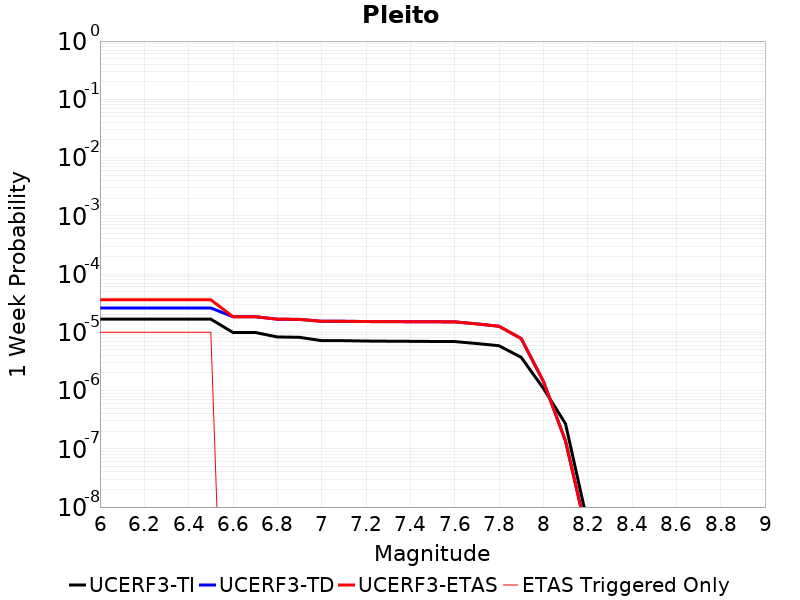 Pleito
1 Week Probability
10^0
10^-1
10^-2
10^-3
10^-4
10^-5
10^-6
10^-7
10^-8
6 6.2 6.4 6.6 6.8 7 7.2 7.4 7.6 7.8 8 8.2 8.4 8.6 8.8 9
Magnitude
UCERF3-TI UCERF3-TD UCERF3-ETAS ETAS Triggered Only